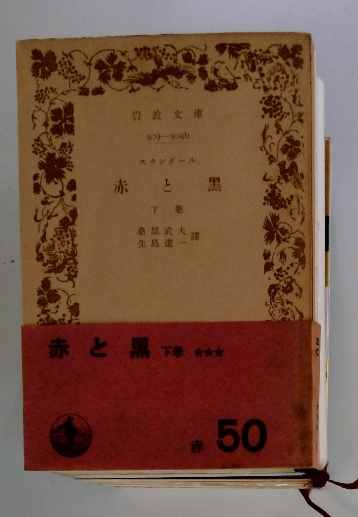 岩波文庫
スタンダール
赤と黒
下巻
桑原武夫
生島遼一 譯
赤と黒 下巻 ★★★
赤 50